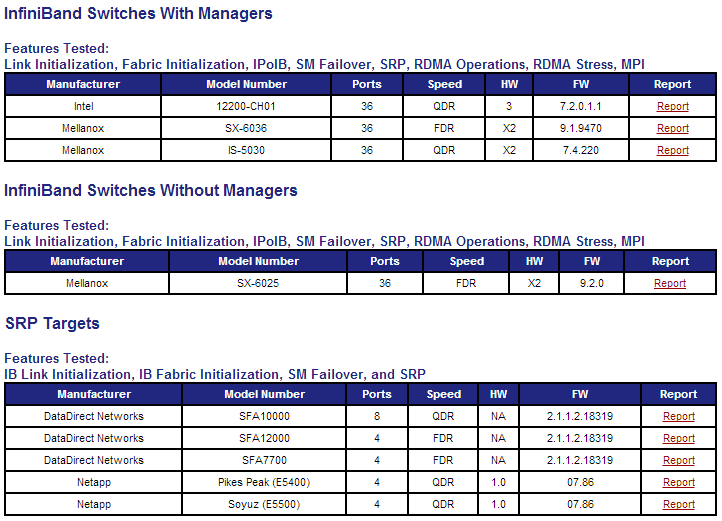 InfiniBand Switches With Managers
Features Tested:
Link Initialization, Fabric Initialization, IPoIB, SM Failover, SRP, RDMA Operations, RDMA Stress, MPI
Manufacturer Model Number Ports Speed HW FW Report
Intel 12200-CH01 36 QDR 3 7.2.0.1.1 Report
Mellanox SX-6036 36 FDR X2 9.1.9470 Report
Mellanox IS-5030 36 QDR X2 7.4.220 Report
InfiniBand Switches Without Managers
Features Tested:
Link Initialization, Fabric Initialization, IPoIB, SM Failover, SRP, RDMA Operations, RDMA Stress, MPI
Manufacturer Model Number Ports Speed HW FW Report
Mellanox SX-6025 36 FDR X2 9.2.0 Report
SRP Targets
Features Tested:
IB Link Initialization, IB Fabric Initialization, SM Failover, and SRP
Manufacturer Model Number Ports Speed HW FW Report
DataDirect Networks SFA10000 8 QDR NA 2.1.1.2.18319 Report
DataDirect Networks SFA12000 4 FDR NA 2.1.1.2.18319 Report
DataDirect Networks SFA7700 4 FDR NA 2.1.1.2.18319 Report
Netapp Pikes Peak (E5400) 4 QDR 1.0 07.86 Report
Netapp Soyuz (E5500) 4 QDR 1.0 07.86 Report